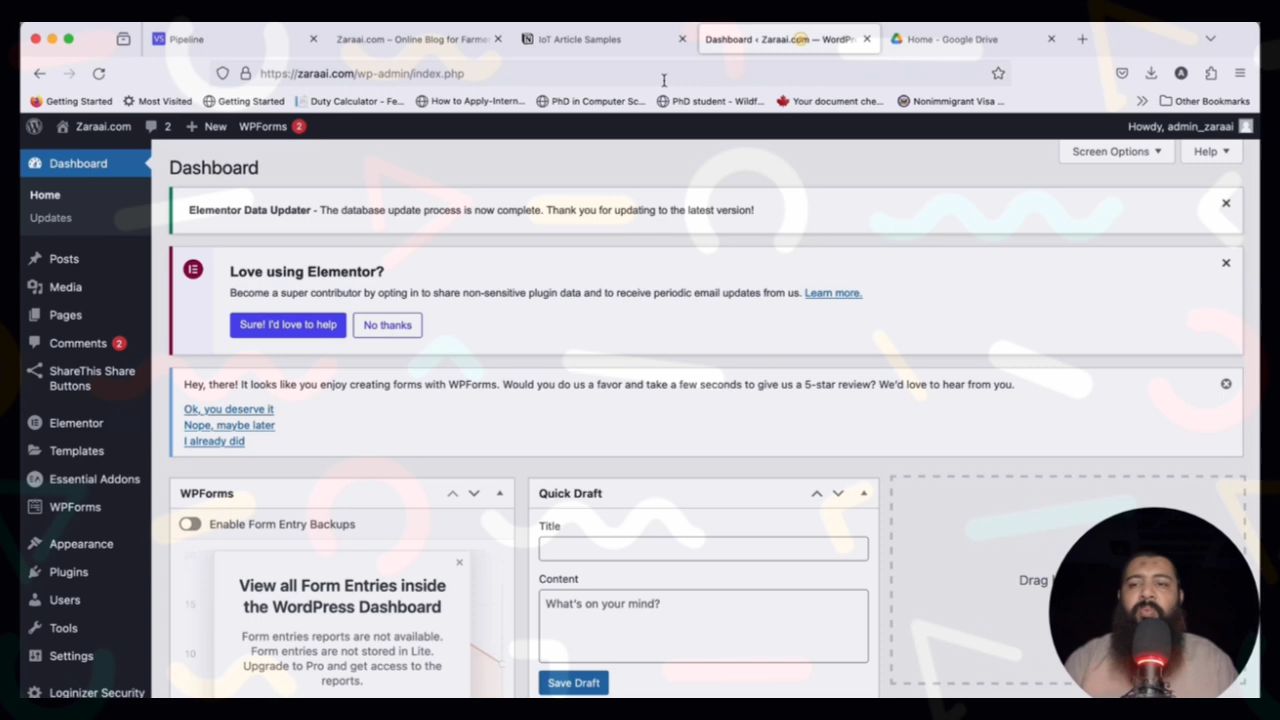 Pipeline
Zaraai.com – Online Blog for Farme
IoT Article Samples
Dashboard ‹ Zaraai.com — WordPr
Home - Google Drive
https://zaraai.com/wp-admin/index.php
Getting Started
Most Visited
Getting Started
Duty Calculator - Fe...
How to Apply-Intern...
PhD in Computer Sc...
PhD student - Wildf...
Your document che...
Nonimmigrant Visa ...
Other Bookmarks
Zaraai.com
2
New
WPForms 2
Howdy, admin_zaraai
Dashboard
Home
Updates
Posts
Media
Pages
Comments 2
ShareThis Share
Buttons
Elementor
Templates
Essential Addons
WPForms
Appearance
Plugins
Users
Tools
Settings
Loginizer Security
Screen Options
Help
Dashboard
Elementor Data Updater - The database update process is now complete. Thank you for updating to the latest version!
Love using Elementor?
Become a super contributor by opting in to share non-sensitive plugin data and to receive periodic email updates from us. Learn more.
Sure! I'd love to help
No thanks
Hey, there! It looks like you enjoy creating forms with WPForms. Would you do us a favor and take a few seconds to give us a 5-star review? We'd love to hear from you.
Ok, you deserve it
Nope, maybe later
I already did
WPForms
Enable Form Entry Backups
15
10
View all Form Entries inside
the WordPress Dashboard
Form entries reports are not available.
Form entries are not stored in Lite.
Upgrade to Pro and get access to the
reports.
Quick Draft
Title
Content
What's on your mind?
Save Draft
Drag